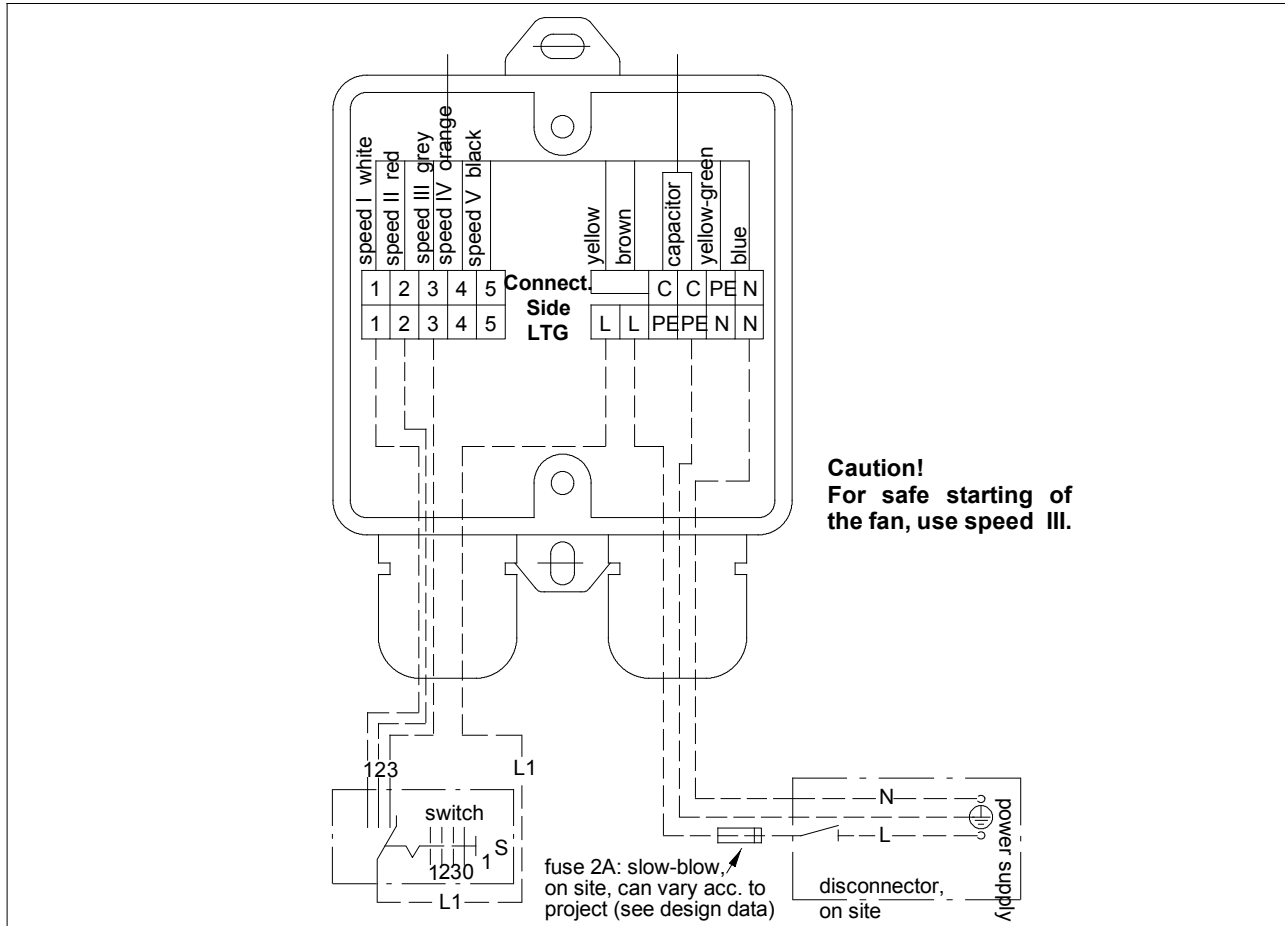 speed I white
speed II red
speed III grey
speed IV orange
speed V black
yellow
brown
capacitor
yellow-green
blue
1 2 3 4 5
C C PE N
Connect.
Side
LTG
1 2 3 4 5
L L PE PE N N
Caution!
For safe starting of
the fan, use speed III.
123
L1
switch
S
1
1230
L1
N
L
power supply
fuse 2A: slow-blow,
on site, can vary acc. to
project (see design data)
disconnector,
on site